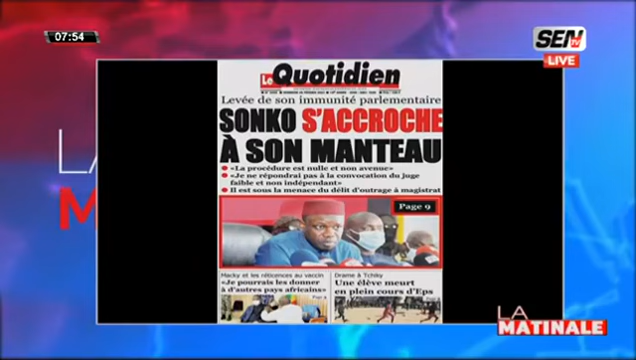 07:54
SEN TV
LIVE
Le Quotidien
Levée de son immunité parlementaire
SONKO S'ACCROCHE
À SON MANTEAU
«La procédure est nulle et non avenue»
«Je ne répondrai pas à la convocation du juge
faible et non indépendant»
Il est sous la menace du délit d'outrage à magistrat
Page 9
Macky et les réticences au vaccin
«Je pourrais les donner
à d'autres pays africains»
Drame à Tchiky
Une élève meurt
en plein cours d'Eps
LA
M
LA
MATINALE